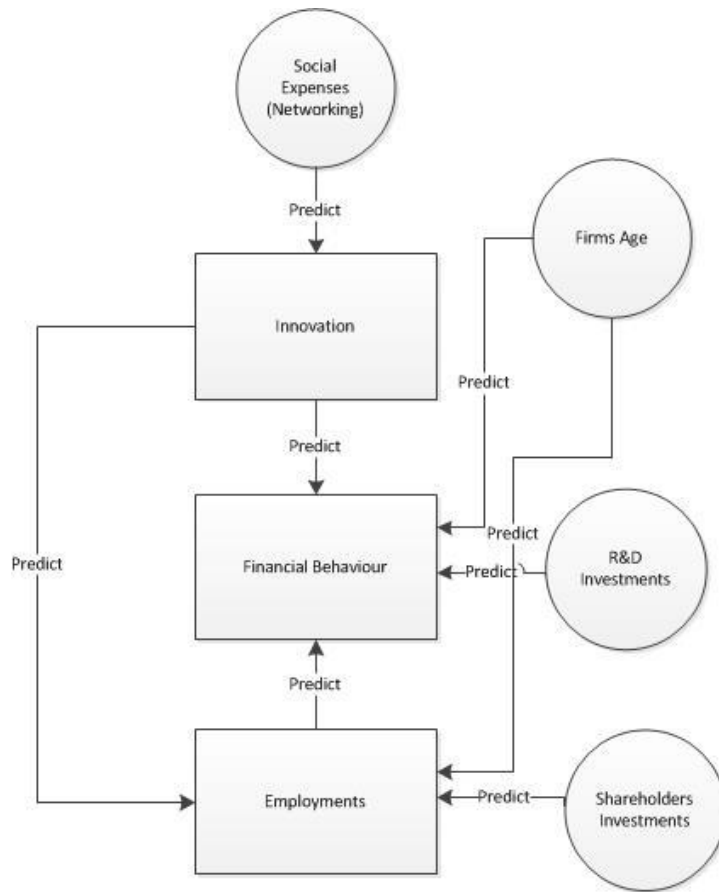 Social
Expenses
(Networking)
Predict
Firms Age
Innovation
Predict
Predict
Predict
Predict
Financial Behaviour
Predict
R&D
Investments
Predict
Employments
Predict
Shareholders
Investments